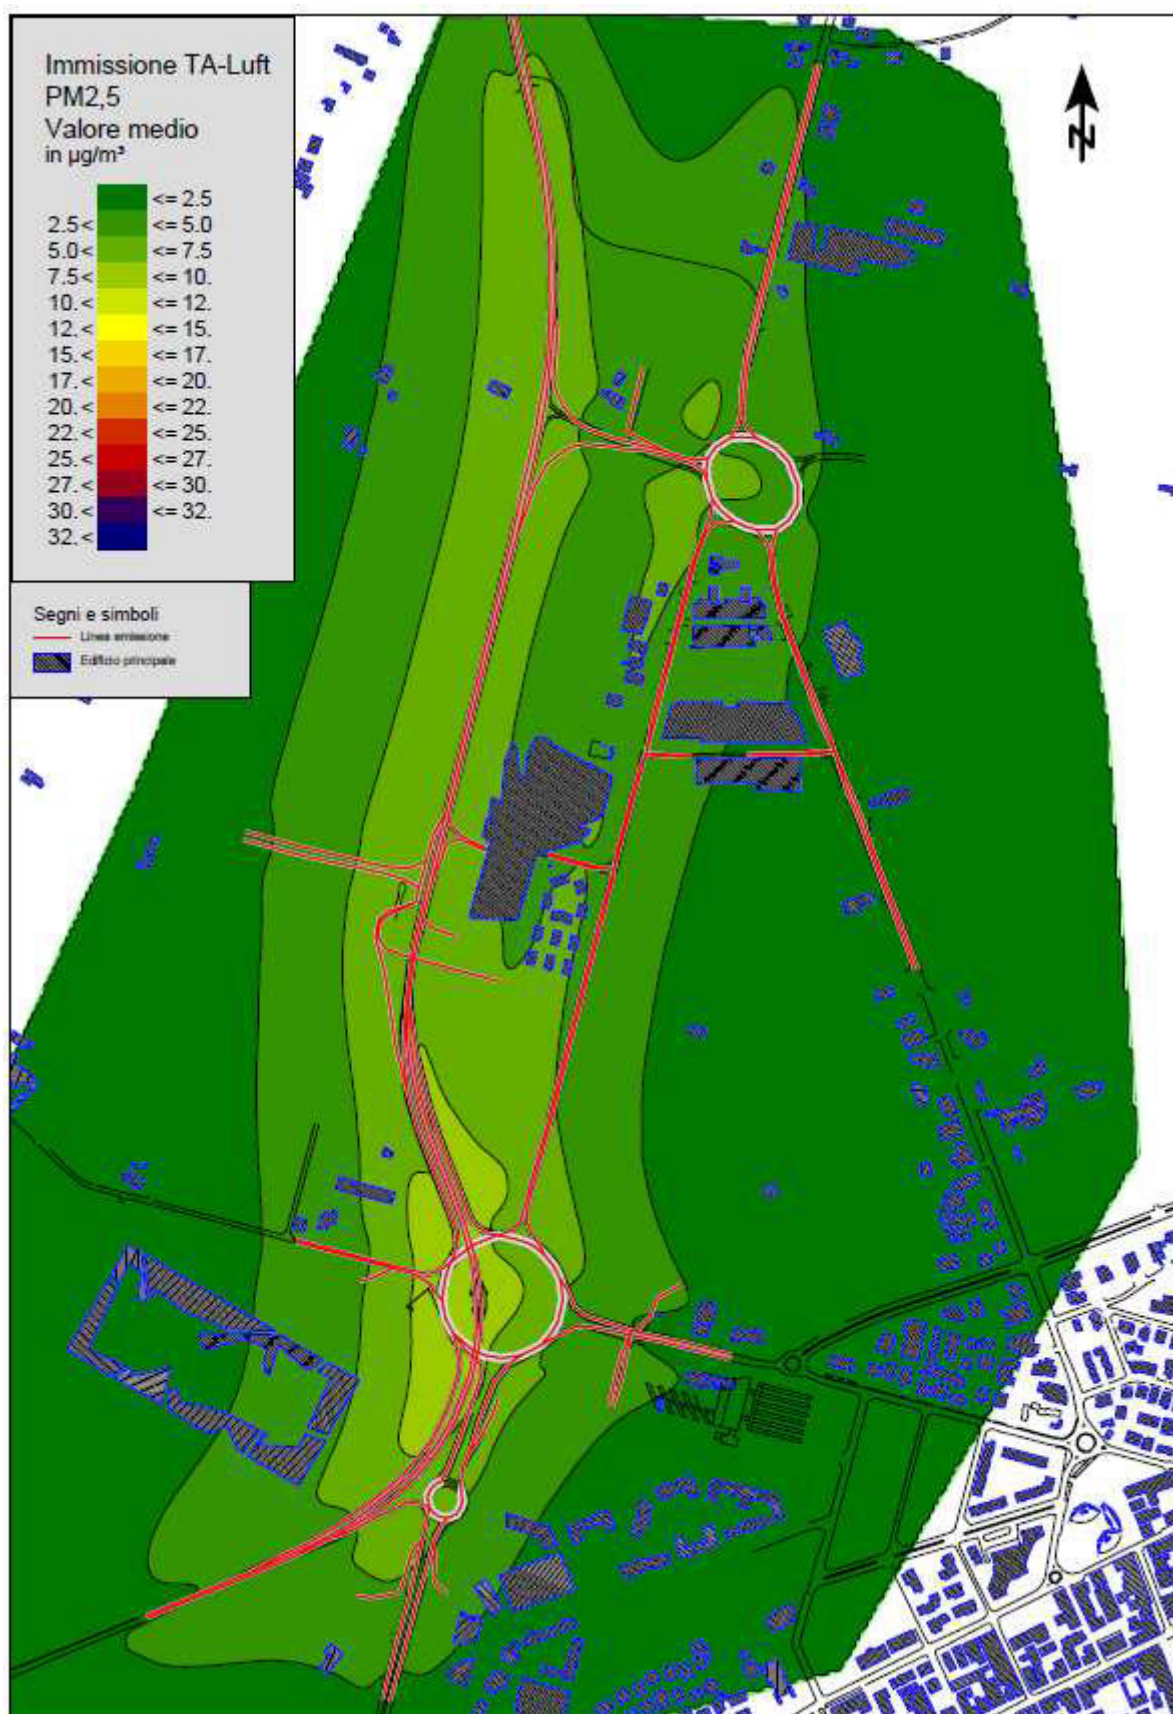 Immissione TA-Luft
PM2,5
Valore medio
in µg/m³
<= 2.5
2.5< <= 5.0
5.0< <= 7.5
7.5< <= 10.
10.< <= 12.
12.< <= 15.
15.< <= 17.
17.< <= 20.
20.< <= 22.
22.< <= 25.
25.< <= 27.
27.< <= 30.
30.< <= 32.
32.<
Segni e simboli
Linea emissione
Edificio principale
N